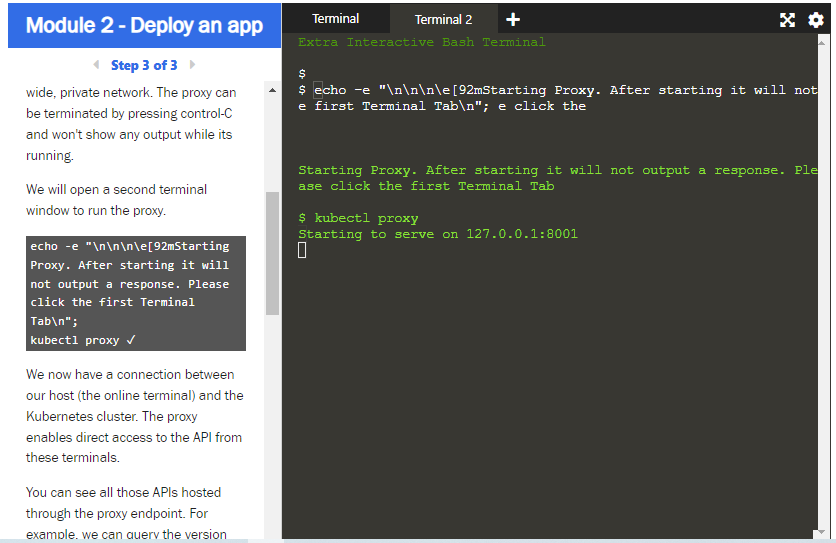 Module 2 - Deploy an app
Step 3 of 3
wide, private network. The proxy can
be terminated by pressing control-C
and won't show any output while its
running.
We will open a second terminal
window to run the proxy.
echo -e "\n\n\n\e[92mStarting
Proxy. After starting it will
not output a response. Please
click the first Terminal
Tab\n";
kubectl proxy ✓
We now have a connection between
our host (the online terminal) and the
Kubernetes cluster. The proxy
enables direct access to the API from
these terminals.
You can see all those APIs hosted
through the proxy endpoint. For
example, we can query the version
Terminal
Terminal 2
+
Extra Interactive Bash Terminal
$
$ echo -e "\n\n\n\e[92mStarting Proxy. After starting it will not
e first Terminal Tab\n"; e click the
Starting Proxy. After starting it will not output a response. Ple
ase click the first Terminal Tab
$ kubectl proxy
Starting to serve on 127.0.0.1:8001